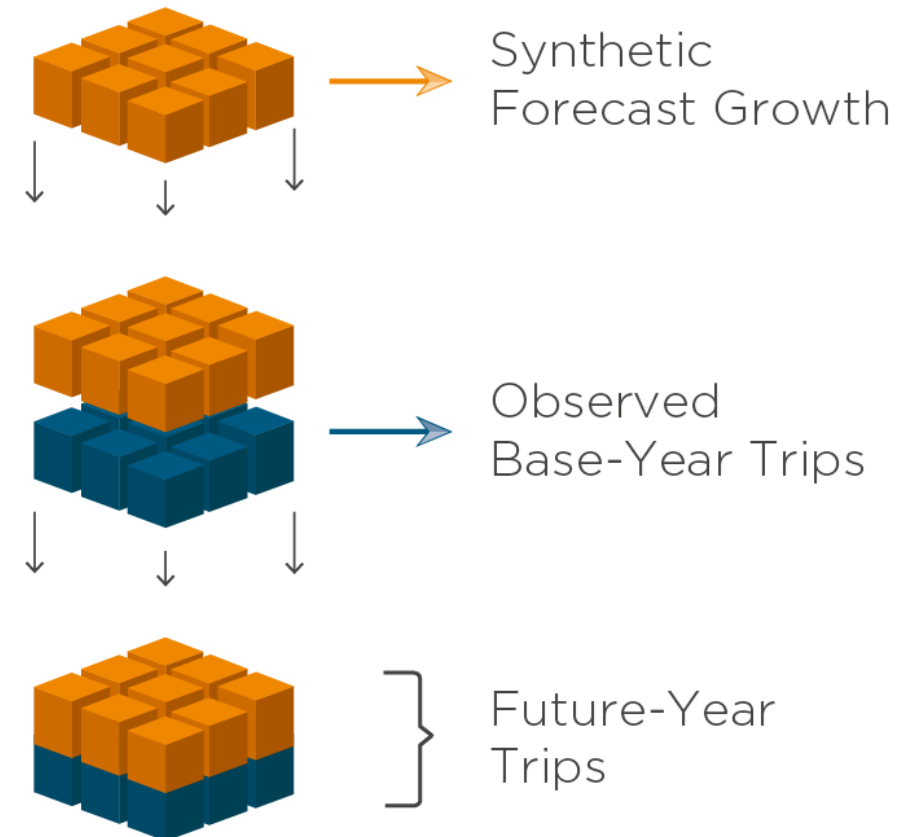 Synthetic
Forecast Growth
Observed
Base-Year Trips
Future-Year
Trips